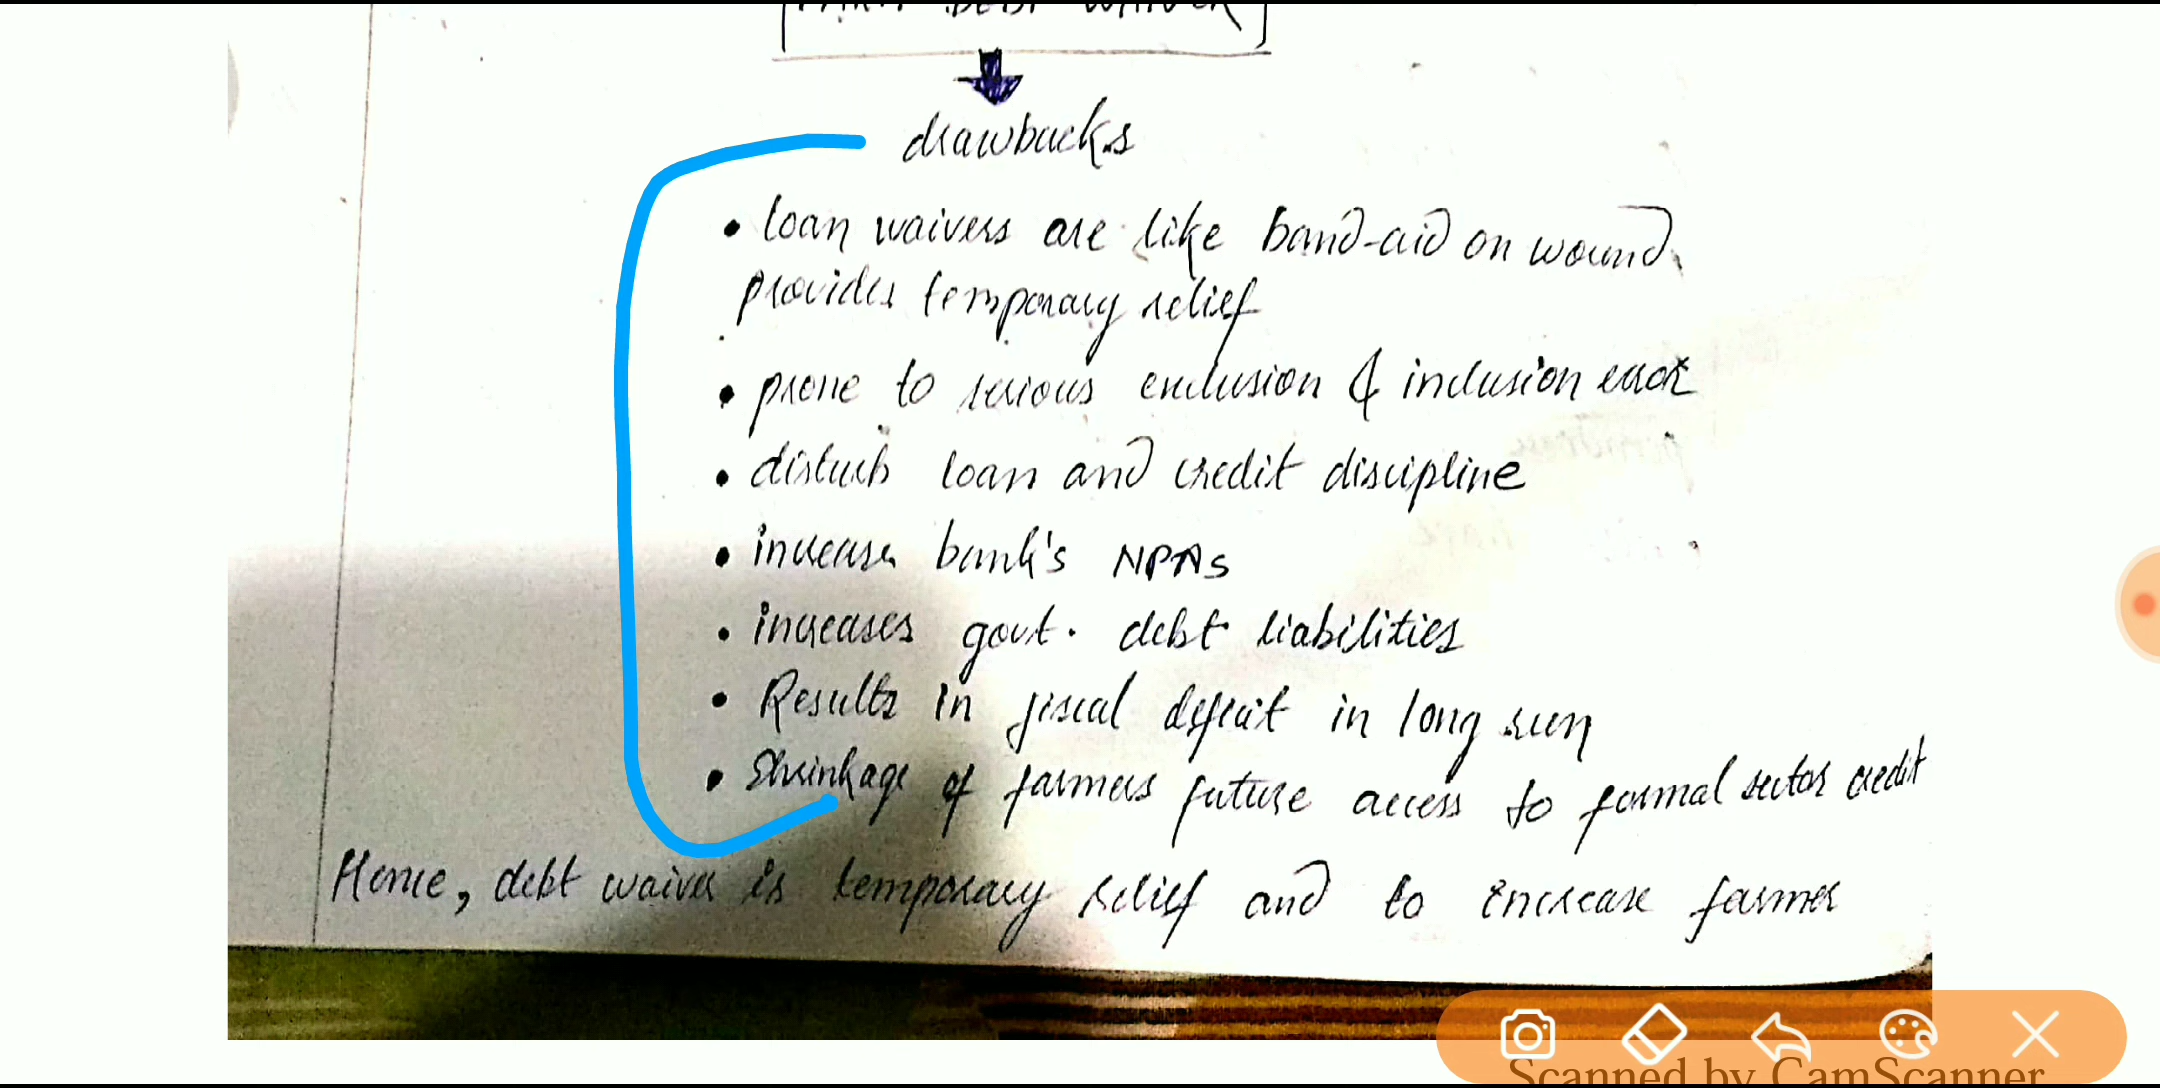 DEBT WAIVER
drawbacks
• loan waivers are like band-aid on wound,
provides temporary relief
• prone to serious exclusion & inclusion error
• disturb loan and credit discipline
• increases bank's NPAs
• increases govt. debt liabilities
• Results in fiscal deficit in long run
• Shrinkage of farmers future access to formal sector credit
Hence, debt waiver is temporary relief and to increase farmer
Scanned by CamScanner